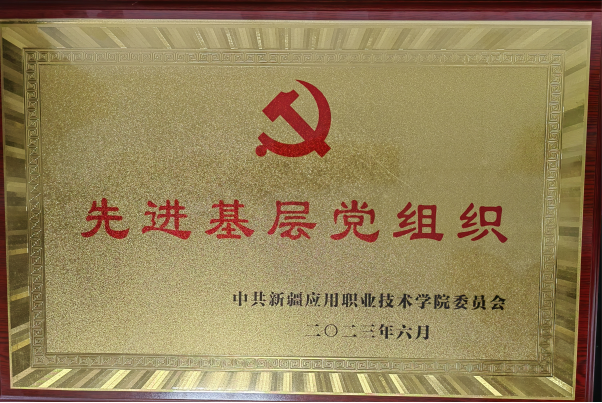 先进基层党组织
中共新疆应用职业技术学院委员会
二〇二三年六月